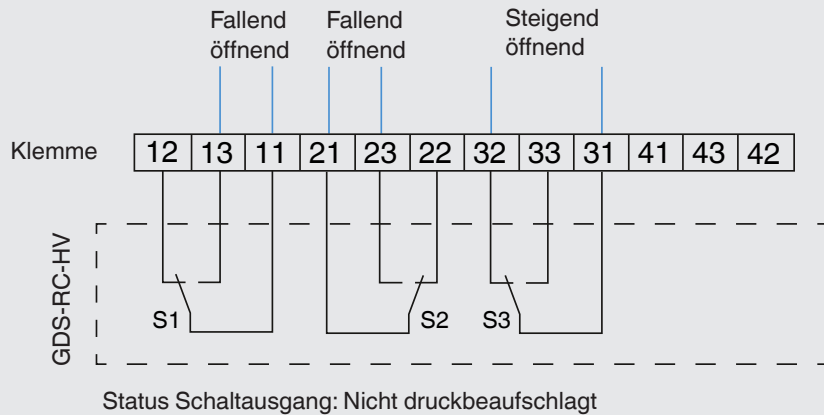 Fallend
öffnend
Fallend
öffnend
Steigend
öffnend
Klemme 12 13 11 21 23 22 32 33 31 41 43 42
GDS-RC-HV
S1 S2 S3
Status Schaltausgang: Nicht druckbeaufschlagt